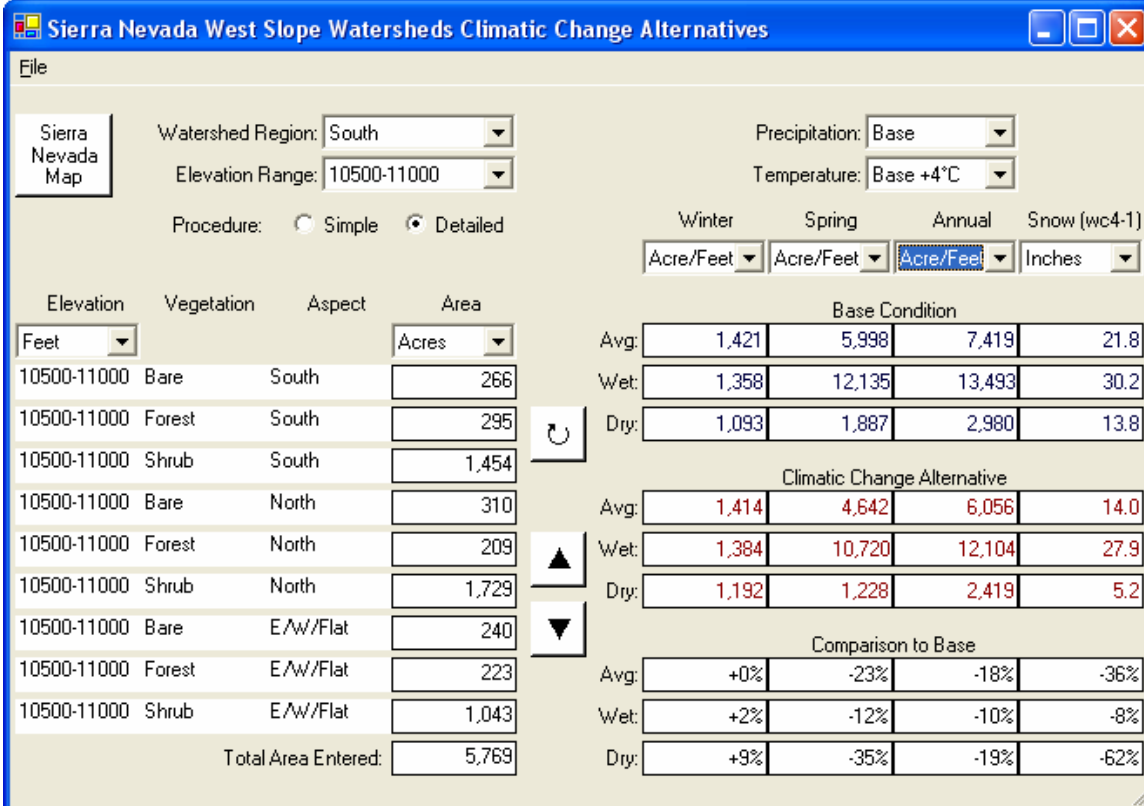 Sierra Nevada West Slope Watersheds Climatic Change Alternatives
File
Sierra
Nevada
Map
Watershed Region: South
Elevation Range: 10500-11000
Procedure: Simple Detailed
Precipitation: Base
Temperature: Base +4°C
Winter Spring Annual Snow (wc4-1)
Acre/Feet Acre/Feet Acre/Feet Inches
Elevation Vegetation Aspect Area
Feet Acres
10500-11000 Bare South 266
10500-11000 Forest South 295
10500-11000 Shrub South 1,454
10500-11000 Bare North 310
10500-11000 Forest North 209
10500-11000 Shrub North 1,729
10500-11000 Bare E/W/Flat 240
10500-11000 Forest E/W/Flat 223
10500-11000 Shrub E/W/Flat 1,043
Total Area Entered: 5,769
Base Condition
Avg: 1,421 5,998 7,419 21.8
Wet: 1,358 12,135 13,493 30.2
Dry: 1,093 1,887 2,980 13.8
Climatic Change Alternative
Avg: 1,414 4,642 6,056 14.0
Wet: 1,384 10,720 12,104 27.9
Dry: 1,192 1,228 2,419 5.2
Comparison to Base
Avg: +0% -23% -18% -36%
Wet: +2% -12% -10% -8%
Dry: +9% -35% -19% -62%